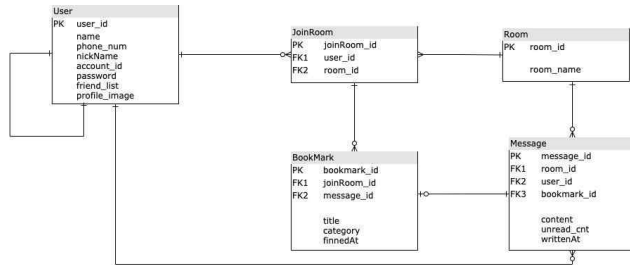 User
PK user_id
name
phone_num
nickName
account_id
password
friend_list
profile_image
JoinRoom
PK joinRoom_id
FK1 user_id
FK2 room_id
Room
PK room_id
room_name
BookMark
PK bookmark_id
FK1 joinRoom_id
FK2 message_id
title
category
finnedAt
Message
PK message_id
FK1 room_id
FK2 user_id
FK3 bookmark_id
content
unread_cnt
writtenAt